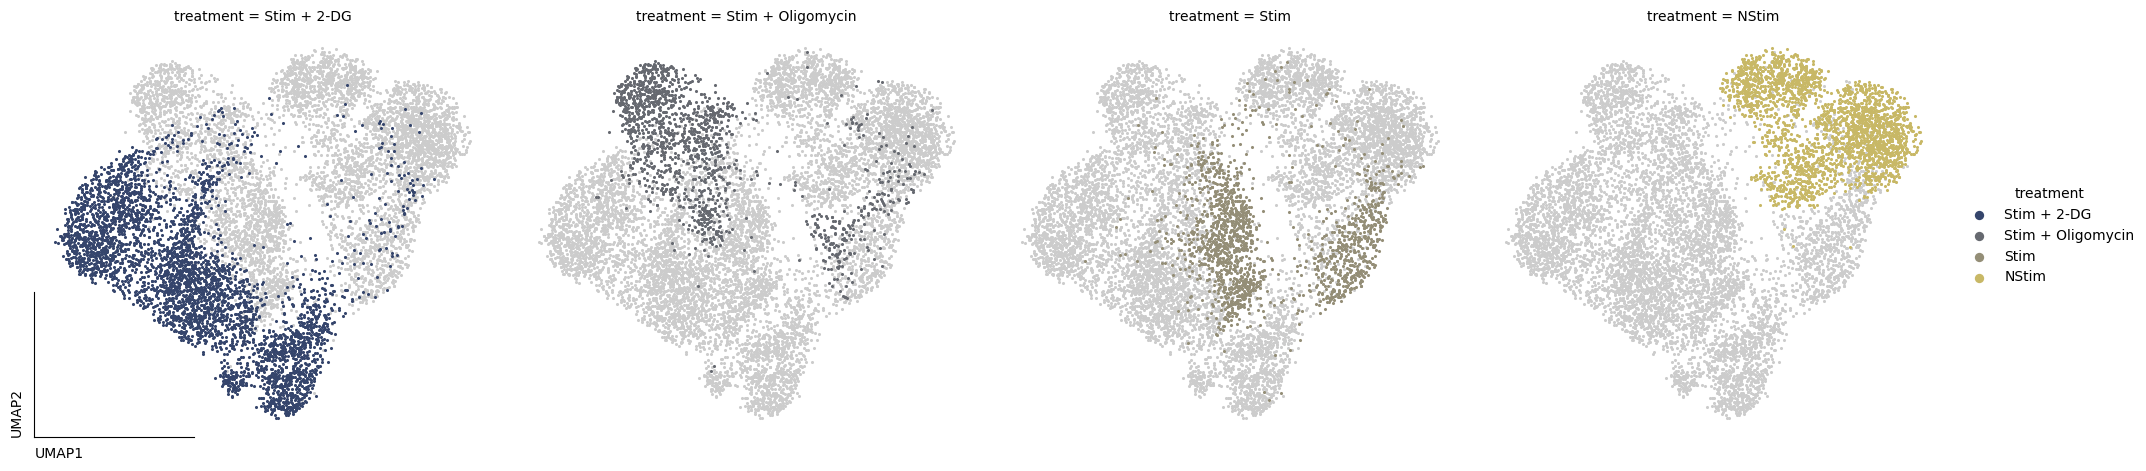 treatment = Stim + 2-DG
treatment = Stim + Oligomycin
treatment = Stim
treatment = NStim
treatment
Stim + 2-DG
Stim + Oligomycin
Stim
NStim
UMAP2
UMAP1